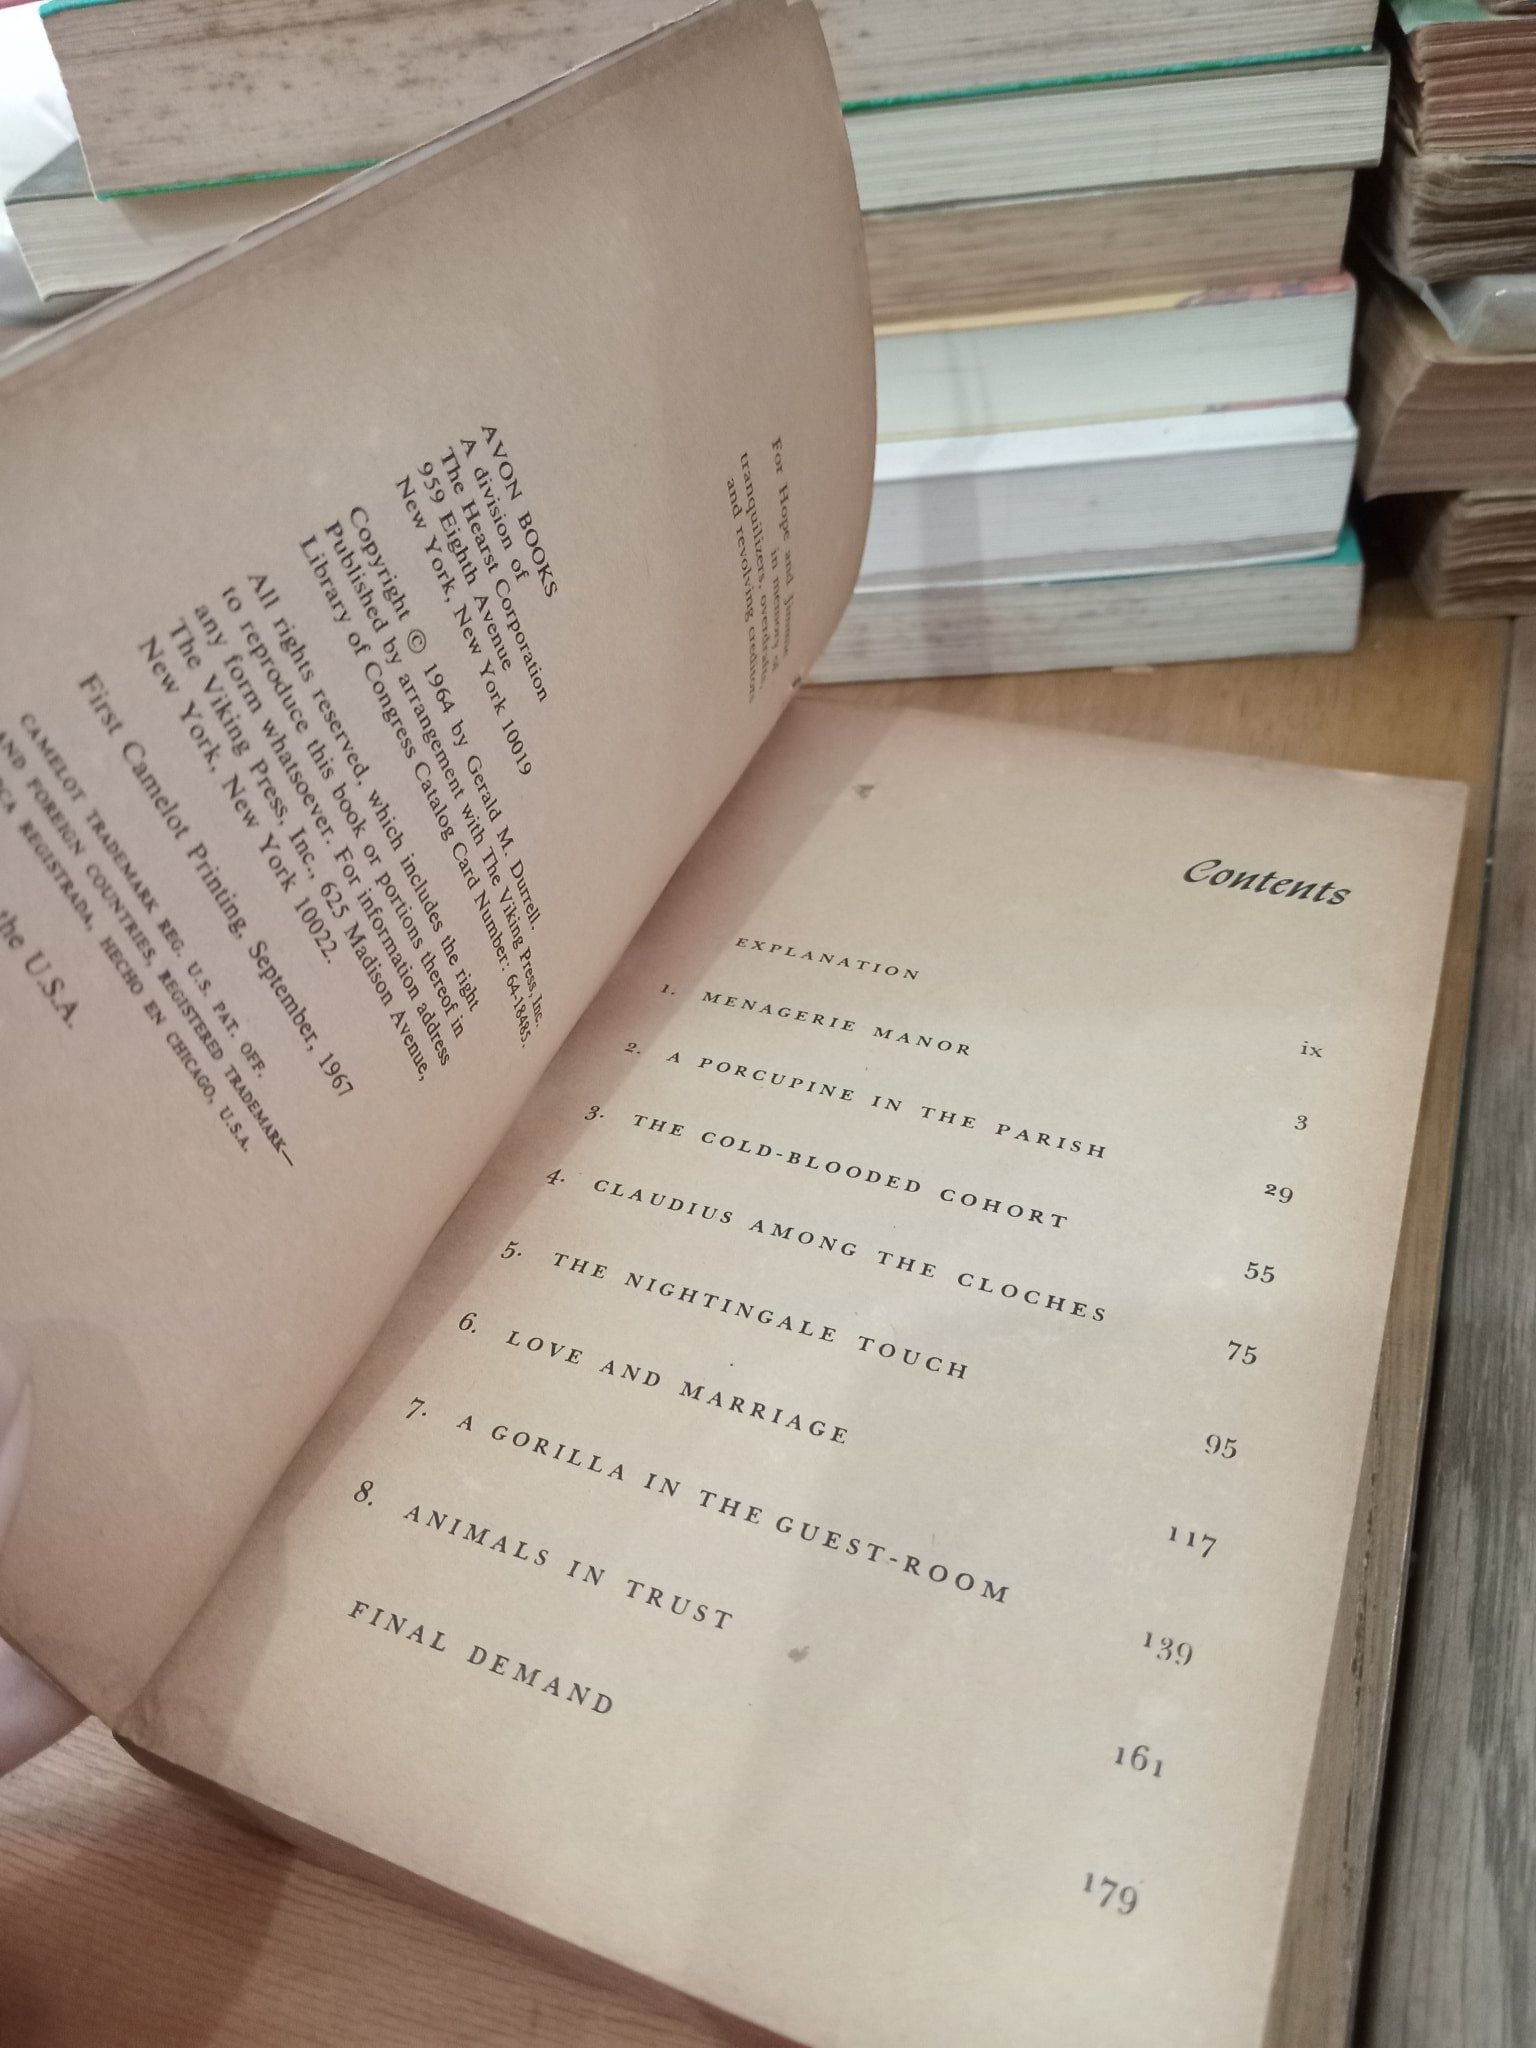 For Hope and Jimmie
in memory of
tranquilizers, overdrafts,
and revolving creditors
AVON BOOKS
A division of
The Hearst Corporation
959 Eighth Avenue
New York, New York 10019
Copyright © 1964 by Gerald M. Durrell.
Published by arrangement with The Viking Press, Inc.
Library of Congress Catalog Card Number: 64-18485.
All rights reserved, which includes the right
to reproduce this book or portions thereof in
any form whatsoever. For information address
The Viking Press, Inc., 625 Madison Avenue,
New York, New York 10022.
First Camelot Printing, September, 1967
CAMELOT TRADEMARK REG. U.S. PAT. OFF.
AND FOREIGN COUNTRIES, REGISTERED TRADEMARK—
REGISTRADA, HECHO EN CHICAGO, U.S.A.
the U.S.A.
Contents
EXPLANATION ix
1. MENAGERIE MANOR 3
2. A PORCUPINE IN THE PARISH 29
3. THE COLD-BLOODED COHORT 55
4. CLAUDIUS AMONG THE CLOCHES 75
5. THE NIGHTINGALE TOUCH 95
6. LOVE AND MARRIAGE 117
7. A GORILLA IN THE GUEST-ROOM 139
8. ANIMALS IN TRUST 161
FINAL DEMAND 179